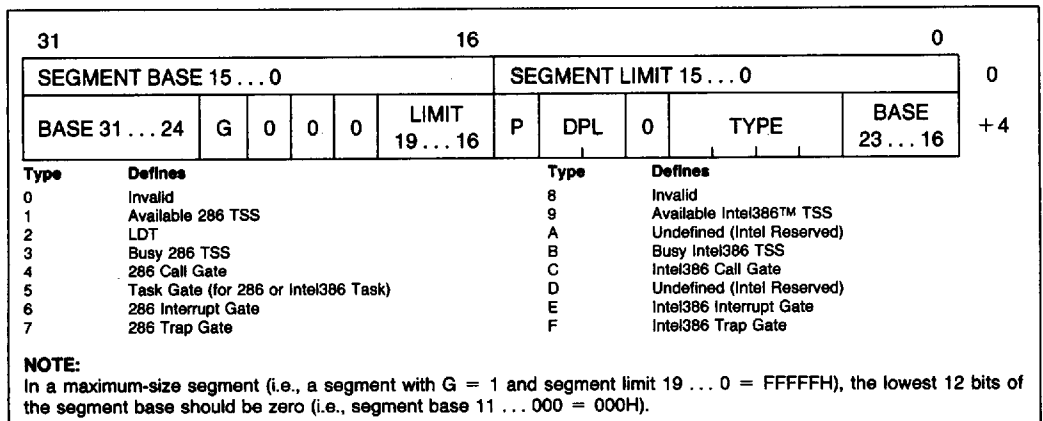 31 16 0
SEGMENT BASE 15 . . . 0 SEGMENT LIMIT 15 . . . 0 0
BASE 31 . . . 24 G 0 0 0 LIMIT 19 . . . 16 P DPL 0 TYPE BASE 23 . . . 16 +4
Type Defines Type Defines
0 Invalid 8 Invalid
1 Available 286 TSS 9 Available Intel386™ TSS
2 LDT A Undefined (Intel Reserved)
3 Busy 286 TSS B Busy Intel386 TSS
4 286 Call Gate C Intel386 Call Gate
5 Task Gate (for 286 or Intel386 Task) D Undefined (Intel Reserved)
6 286 Interrupt Gate E Intel386 Interrupt Gate
7 286 Trap Gate F Intel386 Trap Gate
NOTE:
In a maximum-size segment (i.e., a segment with G = 1 and segment limit 19 . . . 0 = FFFFFH), the lowest 12 bits of
the segment base should be zero (i.e., segment base 11 . . . 000 = 000H).